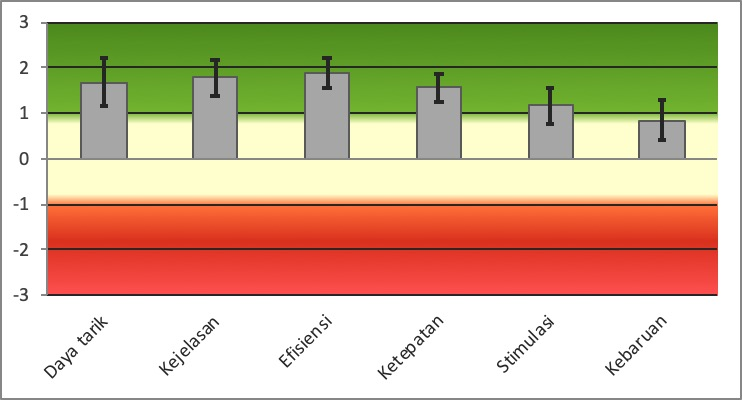 3
2
1
0
-1
-2
-3
Daya tarik
Kejelasan
Efisiensi
Ketepatan
Stimulasi
Kebaruan